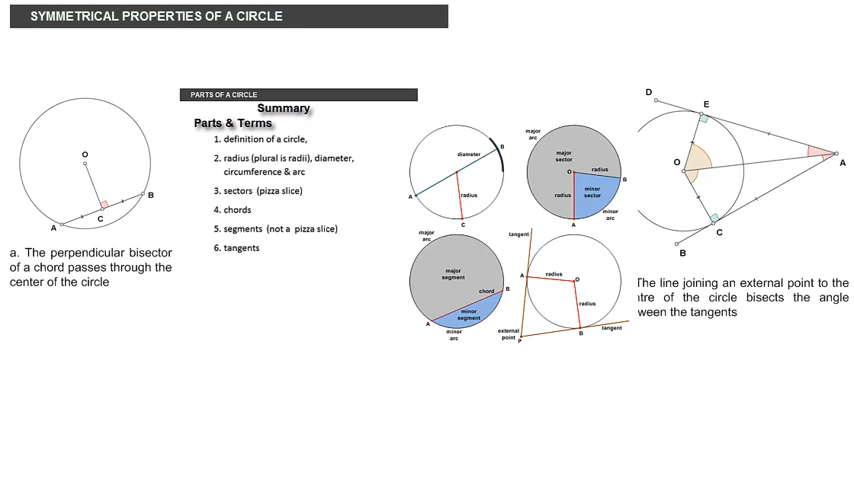 SYMMETRICAL PROPERTIES OF A CIRCLE
O
A
C
B
a. The perpendicular bisector
of a chord passes through the
center of the circle
PARTS OF A CIRCLE
Summary
Parts & Terms
1. definition of a circle,
2. radius (plural is radii), diameter,
circumference & arc
3. sectors (pizza slice)
4. chords
5. segments (not a pizza slice)
6. tangents
diameter
B
A
radius
C
major
arc
major
sector
O
radius
B
radius
minor
sector
minor
arc
A
major
arc
major
segment
chord
B
minor
segment
A
minor
arc
tangent
A
radius
O
radius
external
point
P
B
tangent
D
E
O
A
C
B
The line joining an external point to the
ntre of the circle bisects the angle
ween the tangents